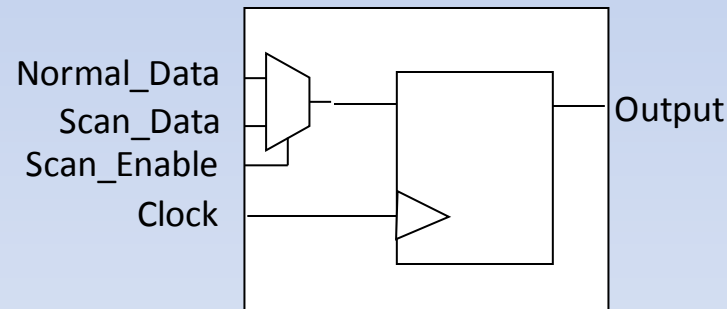 Normal_Data
Scan_Data
Scan_Enable
Clock
Output